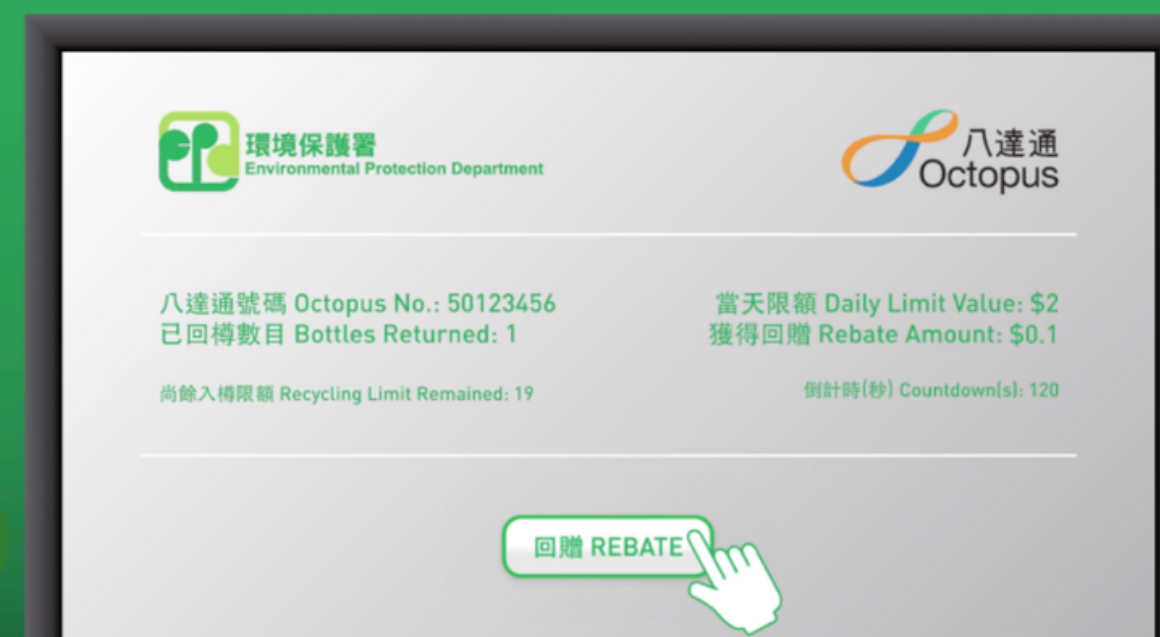 環境保護署
Environmental Protection Department
八達通
Octopus
八達通號碼 Octopus No.: 50123456
當天限額 Daily Limit Value: $2
已回樽數目 Bottles Returned: 1
獲得回贈 Rebate Amount: $0.1
尚餘入樽限額 Recycling Limit Remained: 19
倒計時(秒) Countdown(s): 120
回贈 REBATE